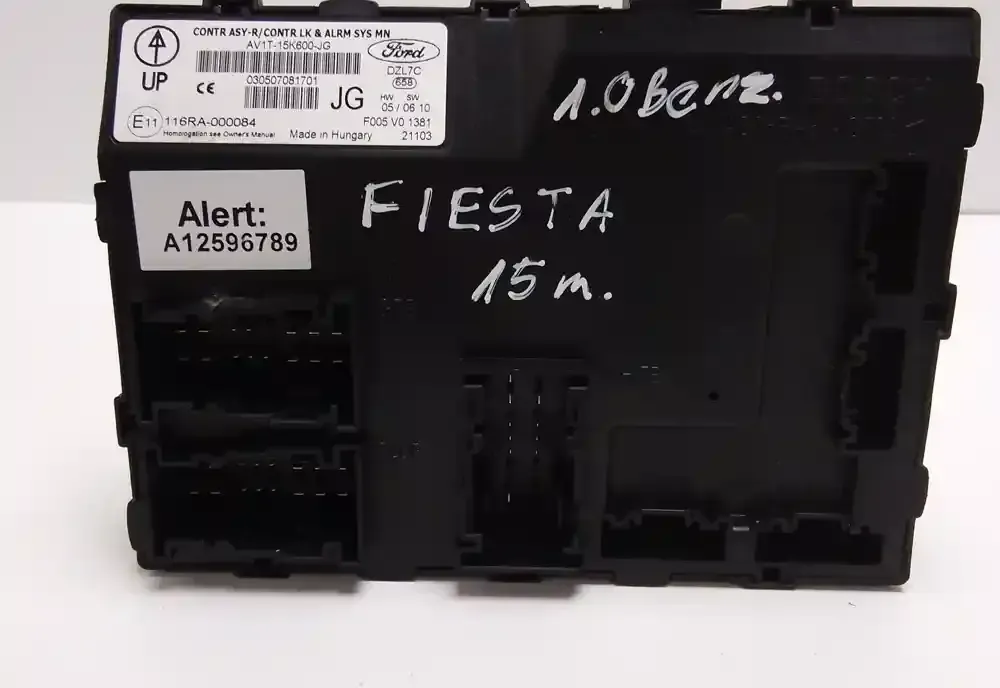 CONTR ASY-R/CONTR LK & ALRM SYS MN
AV1T-15K600-JG
Ford
UP
CE
030507081701
JG
DZL7C
658
HW SW
05 / 06 10
E11 116RA-000084
F005 V0 1381
Homologation see Owner's Manual
Made in Hungary
21103
1.0 Benz.
Alert:
A12596789
FIESTA
15 m.